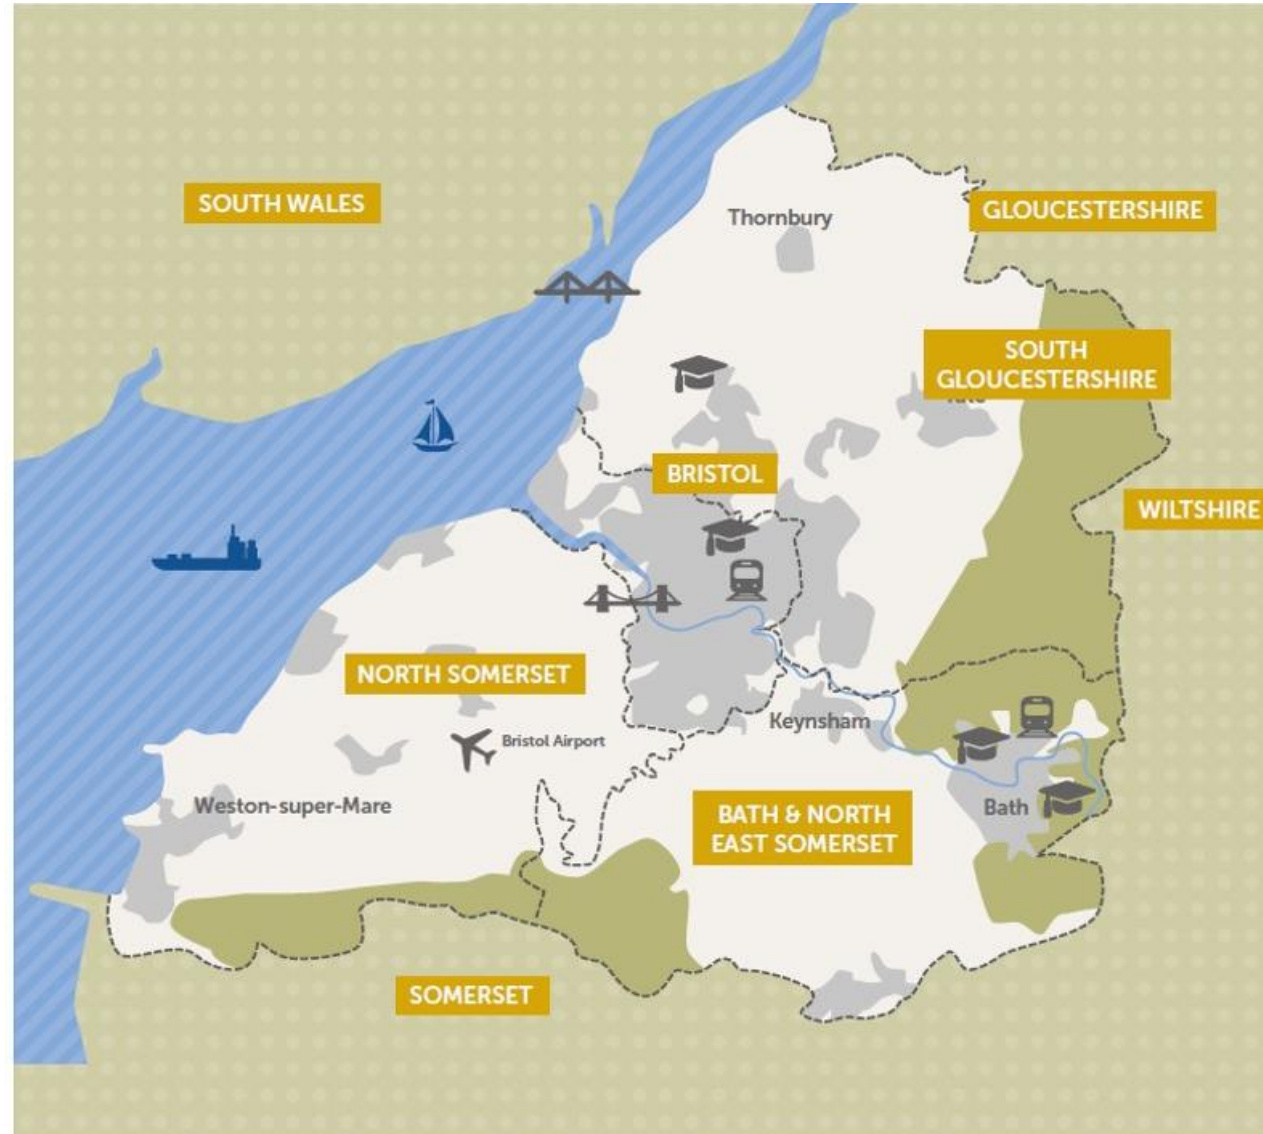 SOUTH WALES
GLOUCESTERSHIRE
Thornbury
SOUTH
GLOUCESTERSHIRE
BRISTOL
WILTSHIRE
NORTH SOMERSET
Keynsham
Bristol Airport
Weston-super-Mare
BATH & NORTH
EAST SOMERSET
Bath
SOMERSET